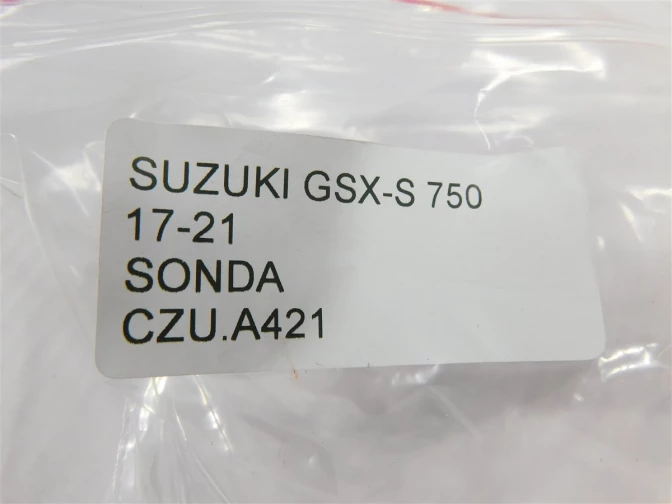 SUZUKI GSX-S 750
17-21
SONDA
CZU.A421